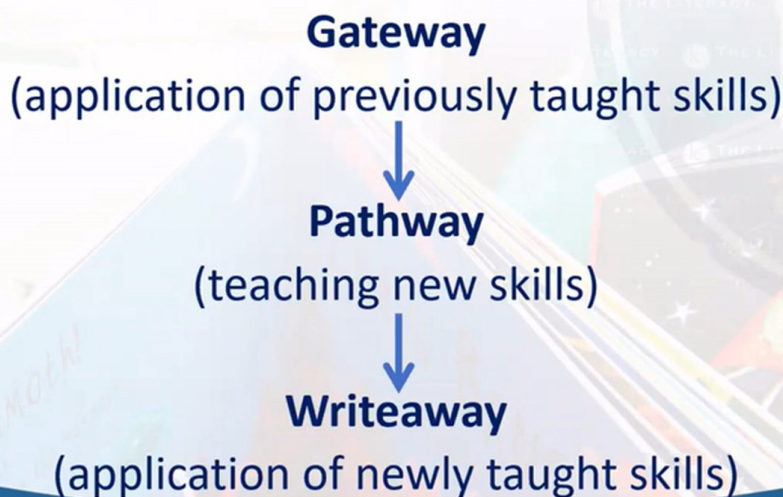 Gateway
(application of previously taught skills)
Pathway
(teaching new skills)
Writeaway
(application of newly taught skills)